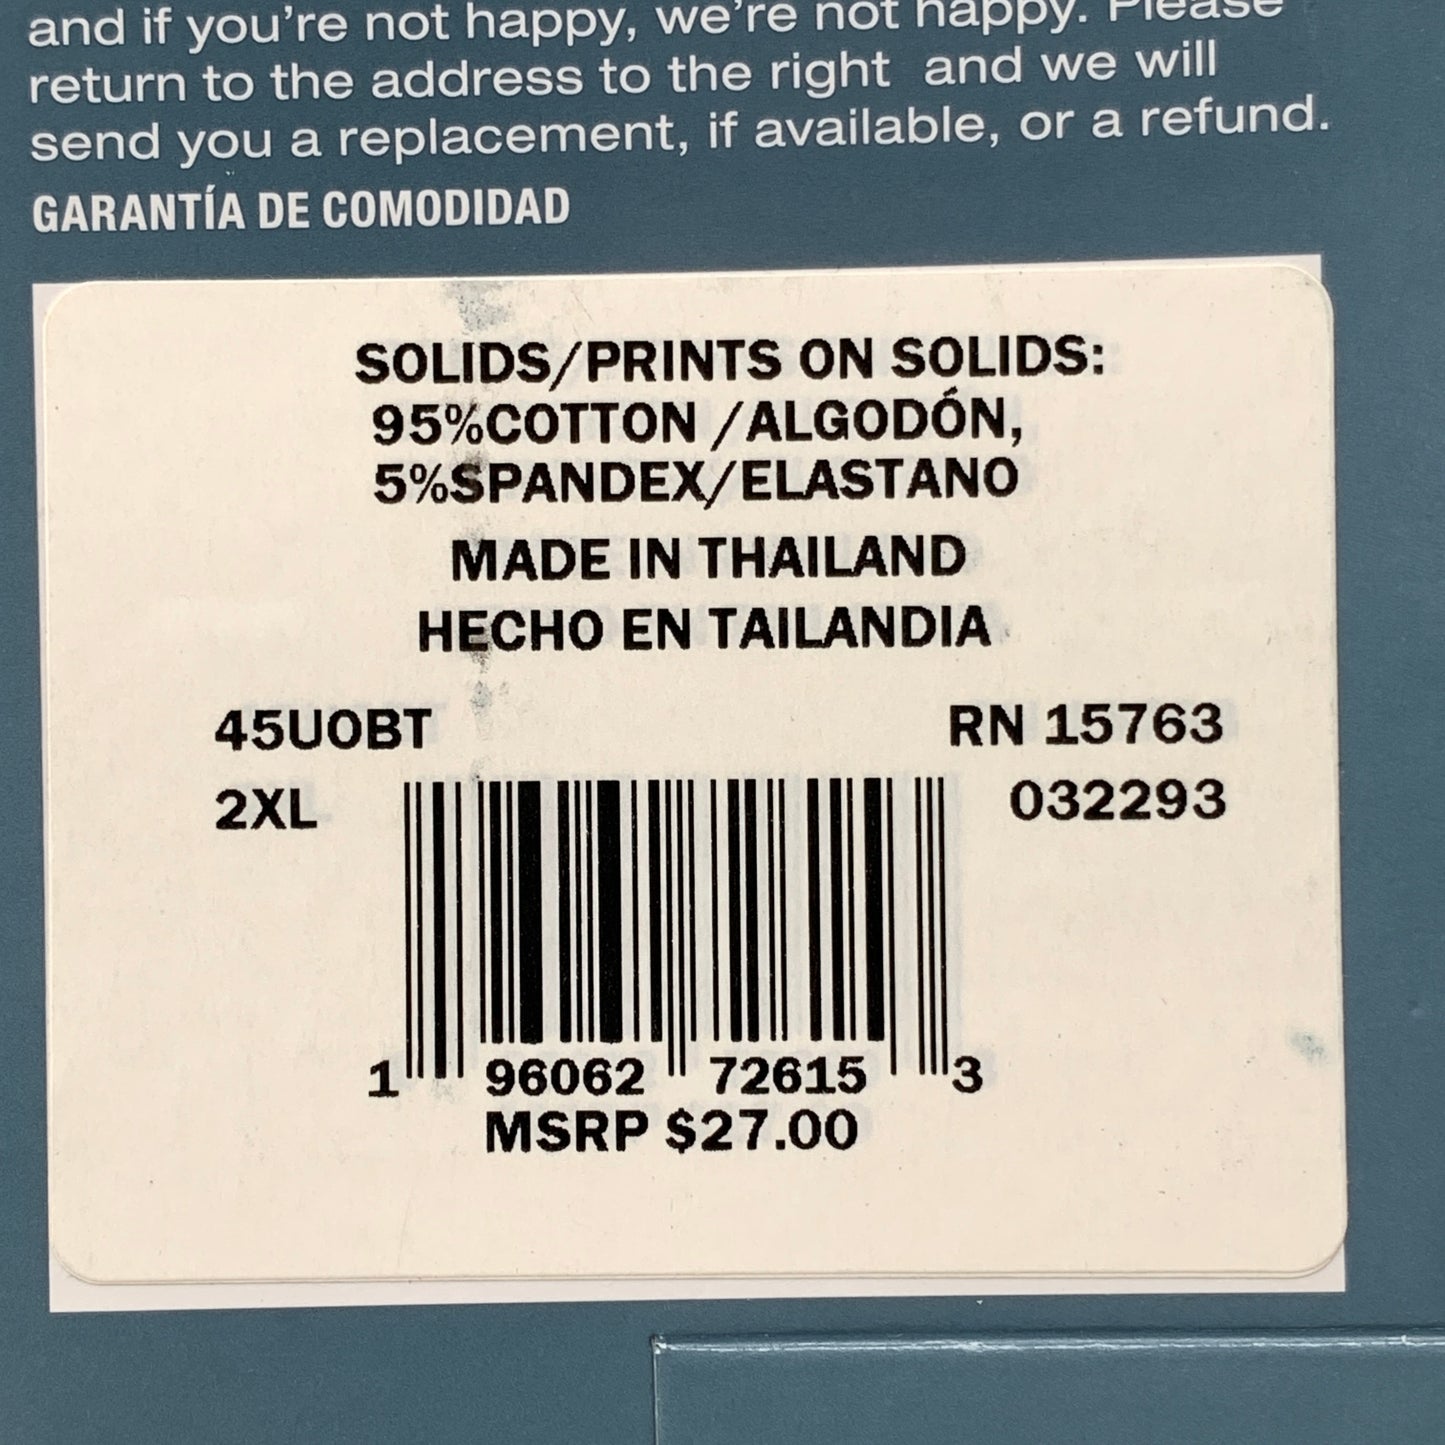 and if you're not happy, we're not happy. Please
return to the address to the right and we will
send you a replacement, if available, or a refund.
GARANTÍA DE COMODIDAD
SOLIDS/PRINTS ON SOLIDS:
95%COTTON /ALGODÓN,
5%SPANDEX/ELASTANO
MADE IN THAILAND
HECHO EN TAILANDIA
45U0BT RN 15763
2XL 032293
1 96062 72615 3
MSRP $27.00